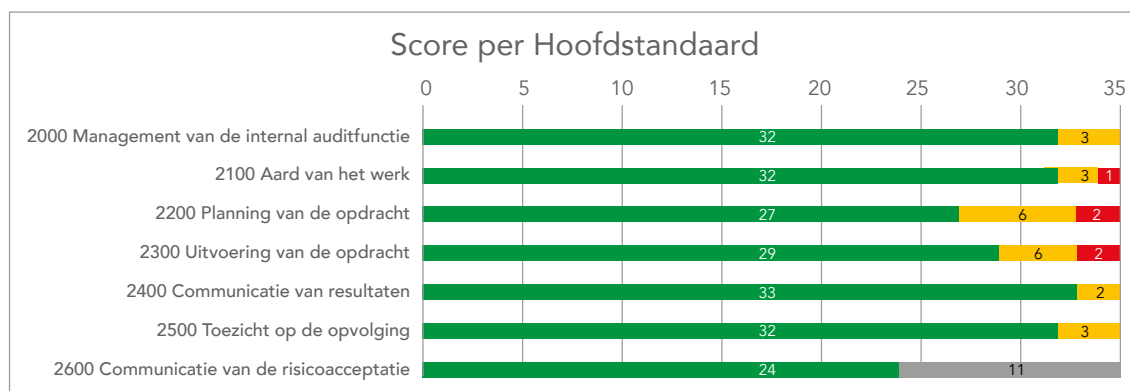 Score per Hoofdstandaard
0 5 10 15 20 25 30 35
2000 Management van de internal auditfunctie 32 3
2100 Aard van het werk 32 3 1
2200 Planning van de opdracht 27 6 2
2300 Uitvoering van de opdracht 29 6 2
2400 Communicatie van resultaten 33 2
2500 Toezicht op de opvolging 32 3
2600 Communicatie van de risicoacceptatie 24 11